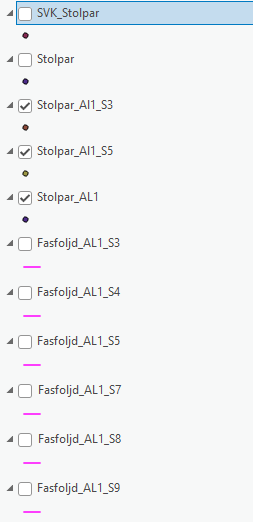 SVK_Stolpar
Stolpar
Stolpar_Al1_S3
Stolpar_Al1_S5
Stolpar_AL1
Fasfoljd_AL1_S3
Fasfoljd_AL1_S4
Fasfoljd_AL1_S5
Fasfoljd_AL1_S7
Fasfoljd_AL1_S8
Fasfoljd_AL1_S9